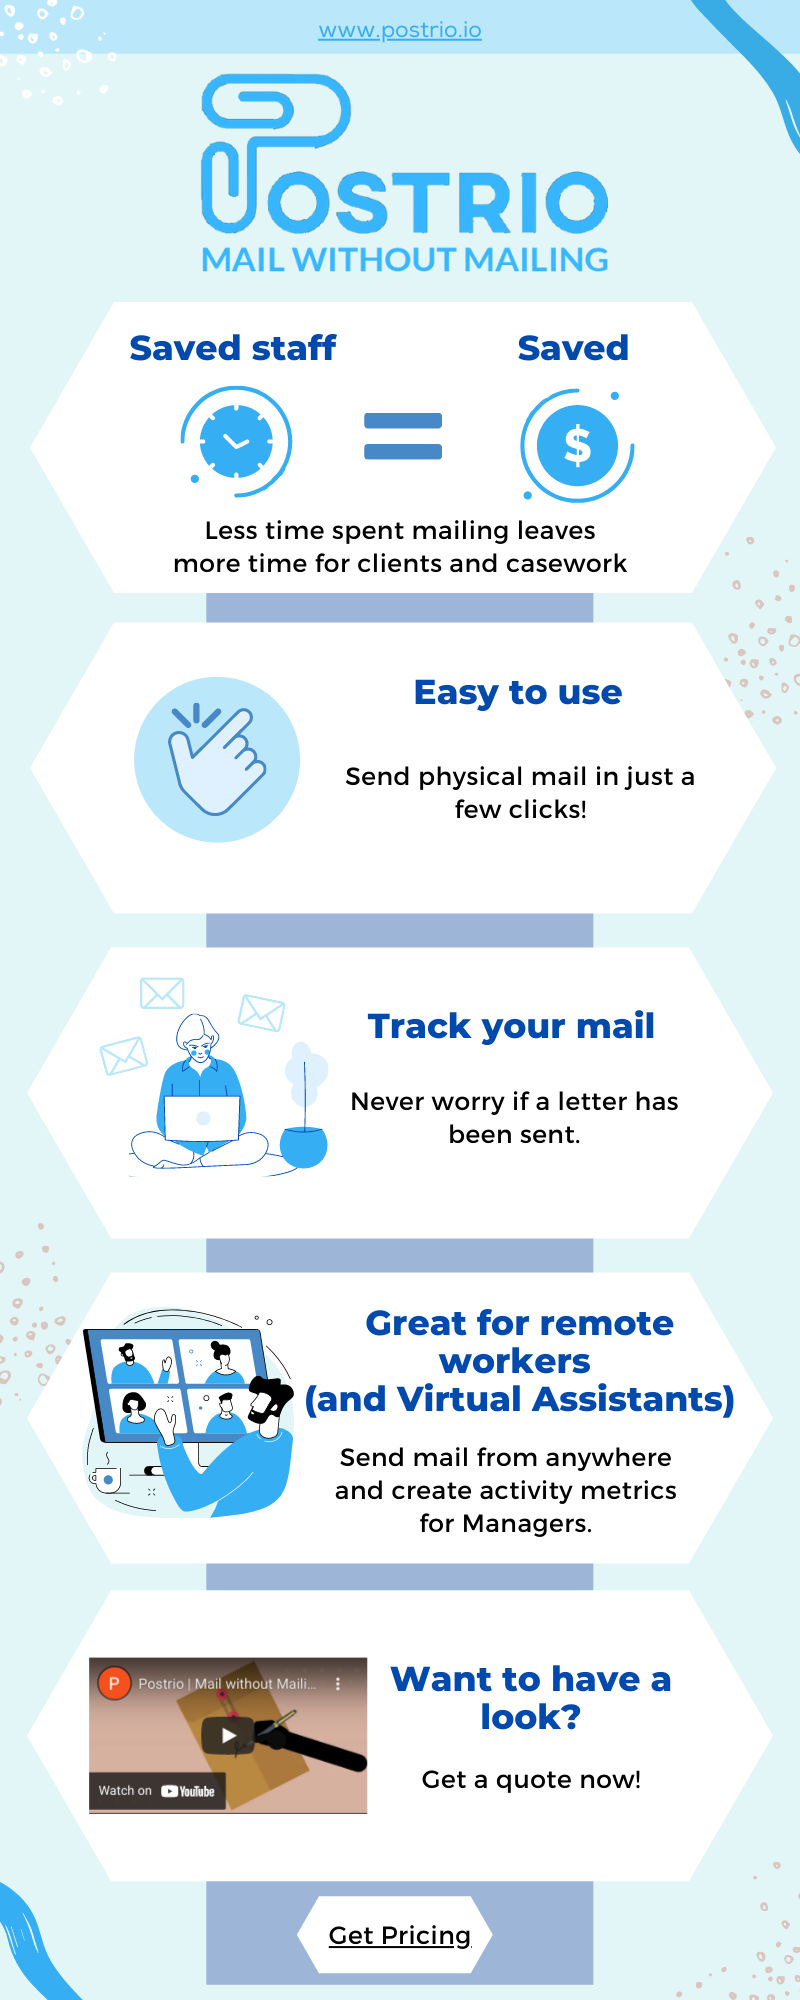 www.postrio.io
POSTRIO
MAIL WITHOUT MAILING
Saved staff
Saved
$
Less time spent mailing leaves
more time for clients and casework
Easy to use
Send physical mail in just a
few clicks!
Track your mail
Never worry if a letter has
been sent.
Great for remote
workers
(and Virtual Assistants)
Send mail from anywhere
and create activity metrics
for Managers.
P
Postrio | Mail without Maili...
Watch on YouTube
Want to have a
look?
Get a quote now!
Get Pricing